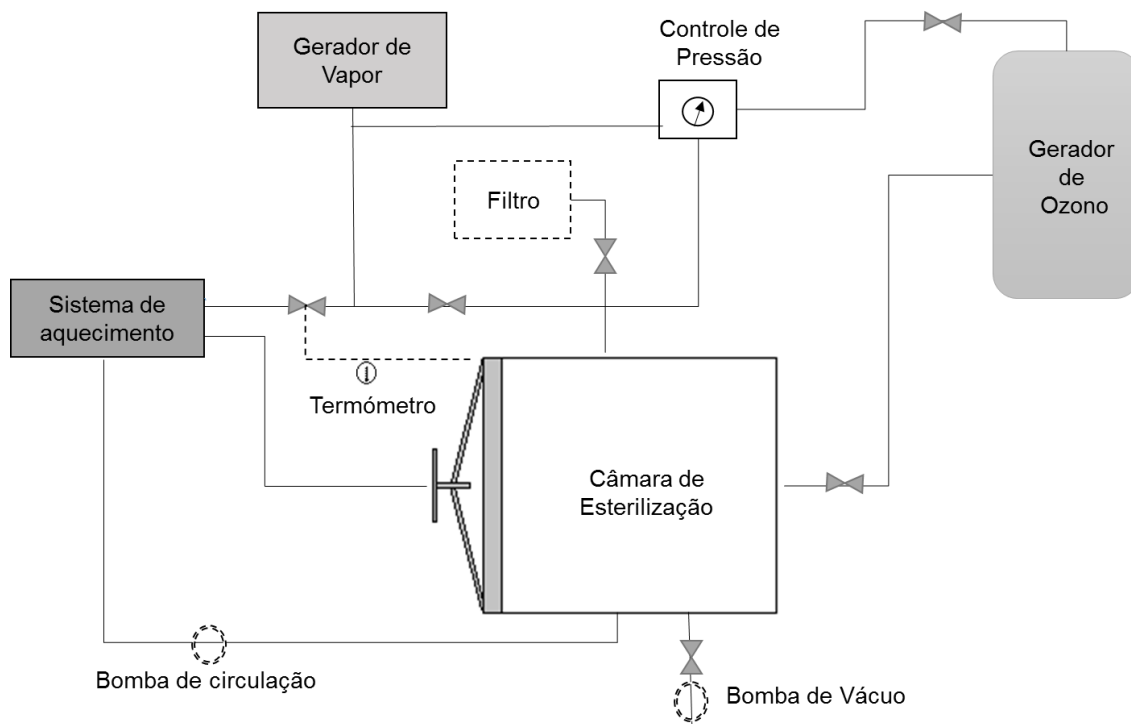 Gerador de
Vapor
Controle de
Pressão
Gerador
de
Ozono
Filtro
Sistema de
aquecimento
Termómetro
Câmara de
Esterilização
Bomba de circulação
Bomba de Vácuo